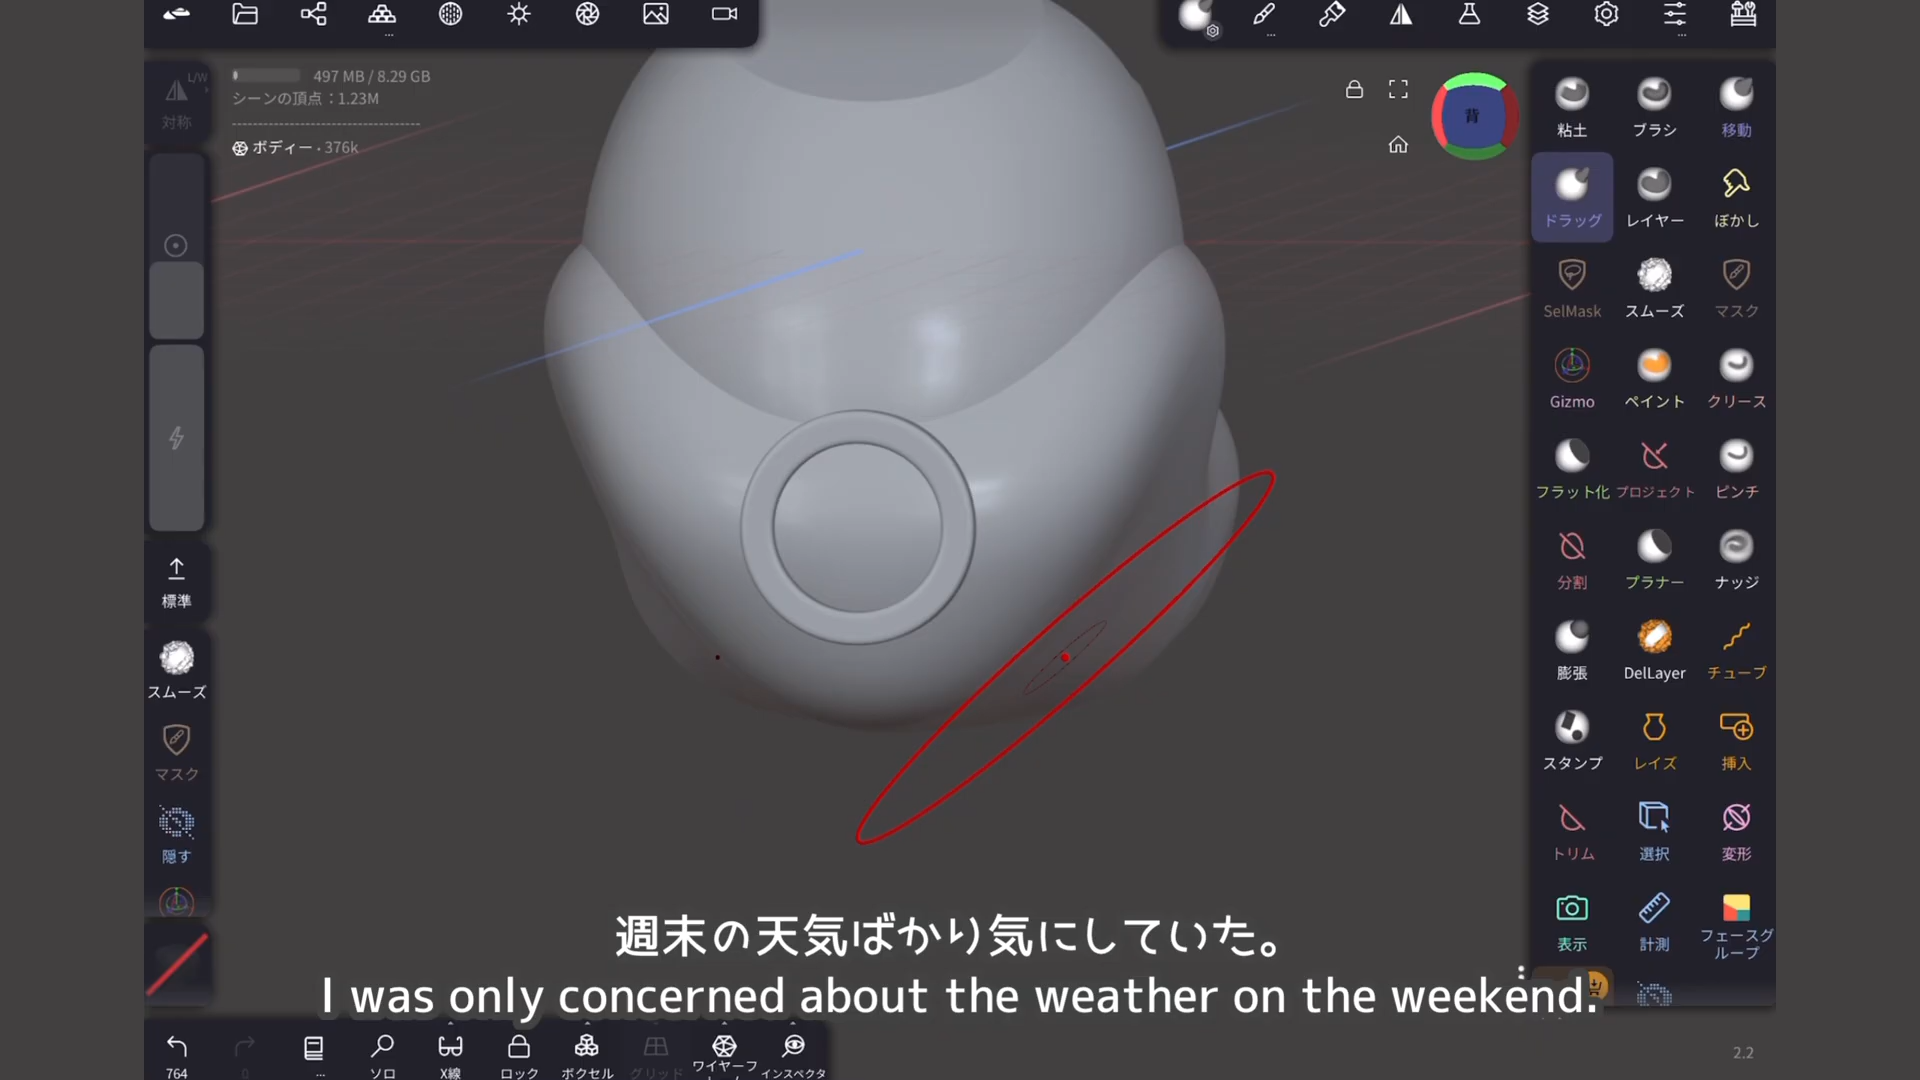 497 MB / 8.29 GB
シーンの頂点：1.23M
ボディー・376k
L/W
対称
標準
スムーズ
マスク
隠す
背
粘土 ブラシ 移動
ドラッグ レイヤー ぼかし
SelMask スムーズ マスク
Gizmo ペイント クリース
フラット化 プロジェクト ピンチ
分割 プラナー ナッジ
膨張 DelLayer チューブ
スタンプ レイズ 挿入
トリム 選択 変形
表示 計測 フェースグ
ループ
週末の天気ばかり気にしていた。
I was only concerned about the weather on the weekend.
764 0 ... ソロ X線 ロック ボクセル グリッド ワイヤーフ インスペクタ
2.2